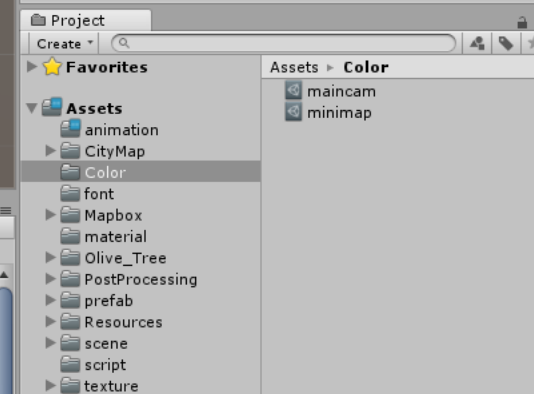 Project
Create
Favorites
Assets
animation
CityMap
Color
font
Mapbox
material
Olive_Tree
PostProcessing
prefab
Resources
scene
script
texture
Assets Color
maincam
minimap